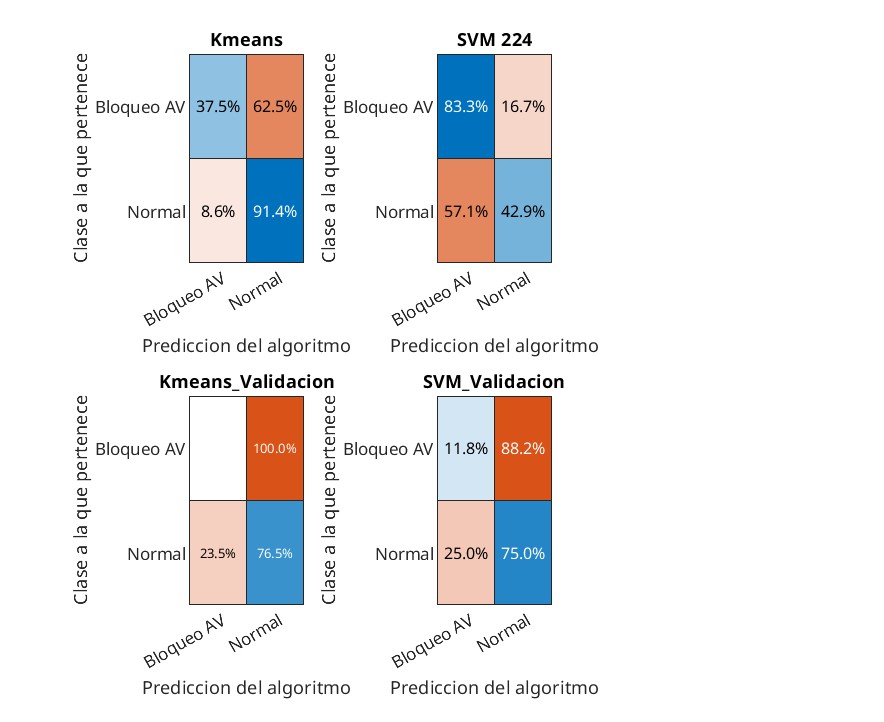 Kmeans
Clase a la que pertenece
Bloqueo AV 37.5% 62.5%
Normal 8.6% 91.4%
Bloqueo AV Normal
Prediccion del algoritmo
SVM 224
Clase a la que pertenece
Bloqueo AV 83.3% 16.7%
Normal 57.1% 42.9%
Bloqueo AV Normal
Prediccion del algoritmo
Kmeans_Validacion
Clase a la que pertenece
Bloqueo AV 100.0%
Normal 23.5% 76.5%
Bloqueo AV Normal
Prediccion del algoritmo
SVM_Validacion
Clase a la que pertenece
Bloqueo AV 11.8% 88.2%
Normal 25.0% 75.0%
Bloqueo AV Normal
Prediccion del algoritmo